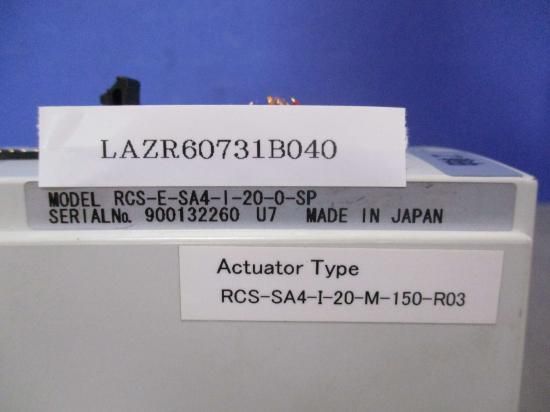 LAZR60731B040
MODEL RCS-E-SA4-I-20-0-SP
SERIAL№ 900132260 U7 MADE IN JAPAN
Actuator Type
RCS-SA4-I-20-M-150-R03